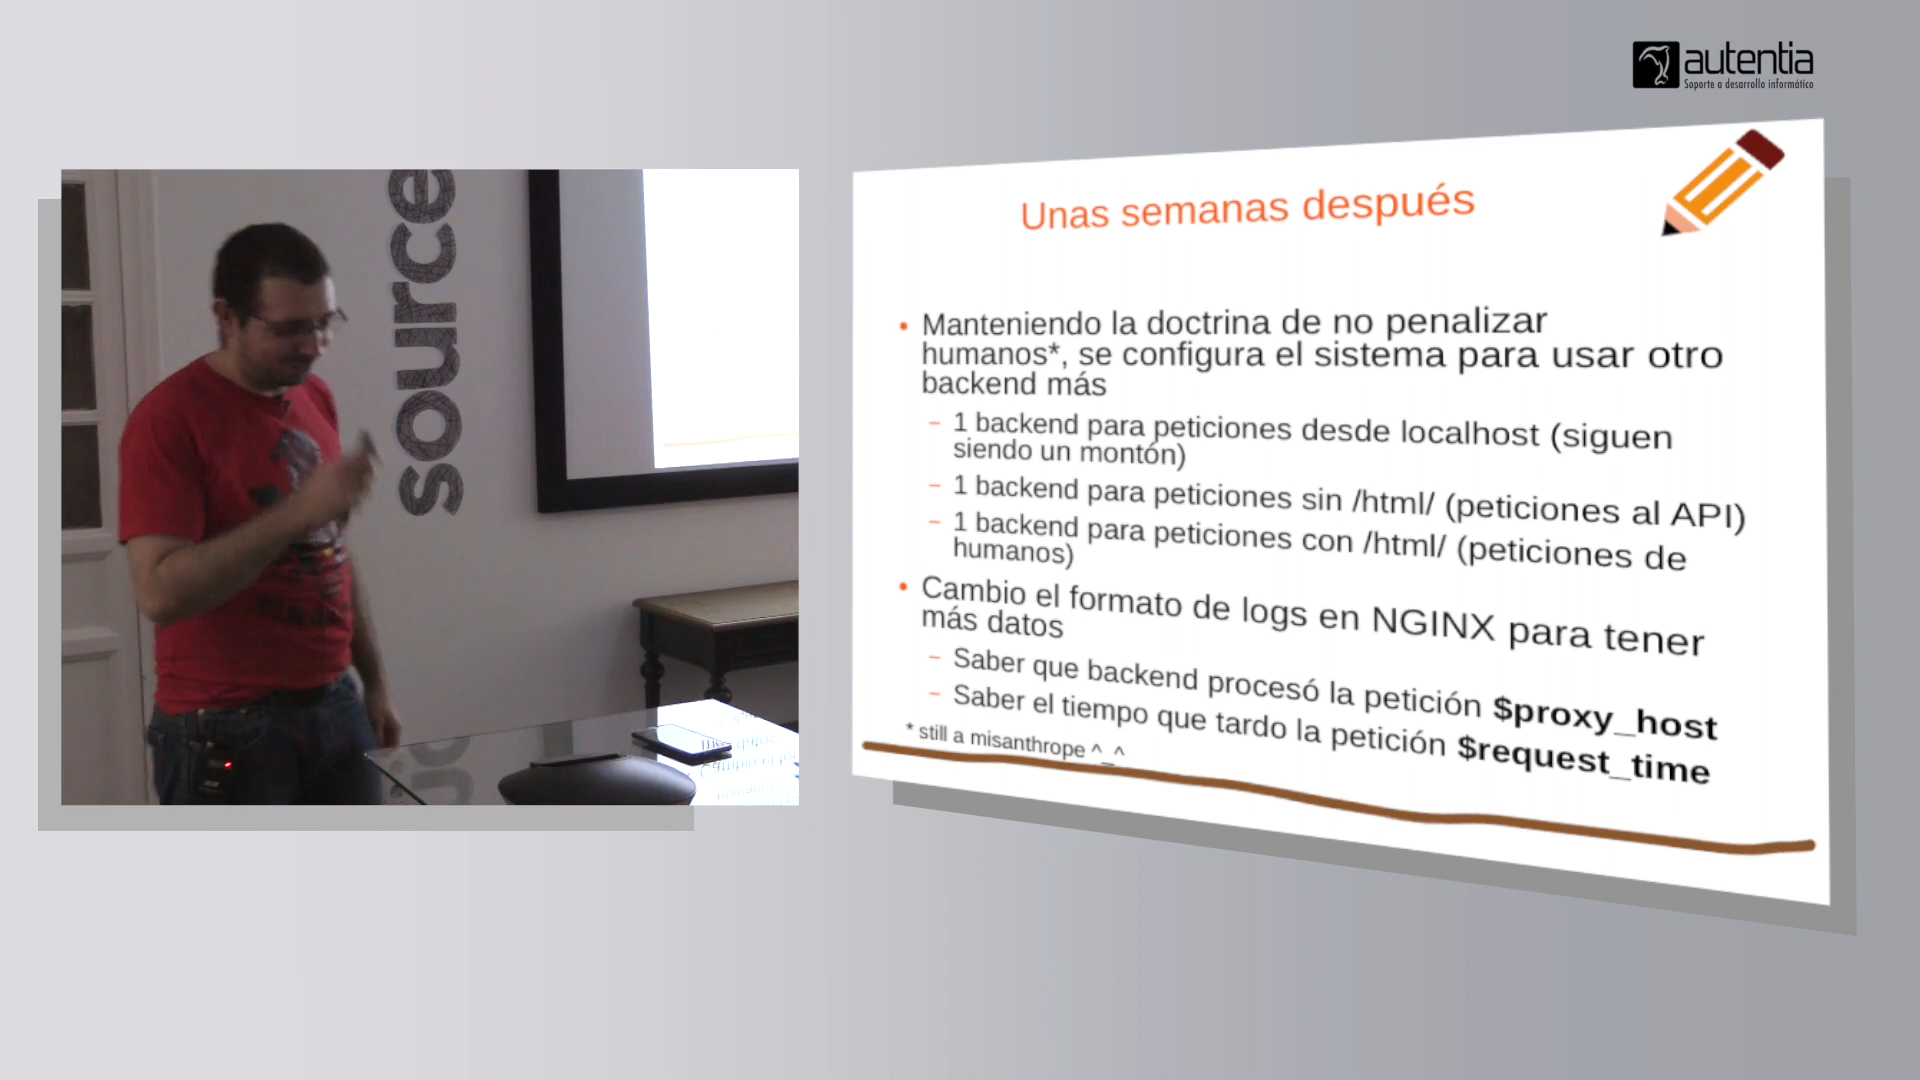 autentia
Soporte a desarrollo informático
source
Unas semanas después
• Manteniendo la doctrina de no penalizar
humanos*, se configura el sistema para usar otro
backend más
– 1 backend para peticiones desde localhost (siguen
siendo un montón)
– 1 backend para peticiones sin /html/ (peticiones al API)
– 1 backend para peticiones con /html/ (peticiones de
humanos)
• Cambio el formato de logs en NGINX para tener
más datos
– Saber que backend procesó la petición $proxy_host
– Saber el tiempo que tardo la petición $request_time
* still a misanthrope ^_^